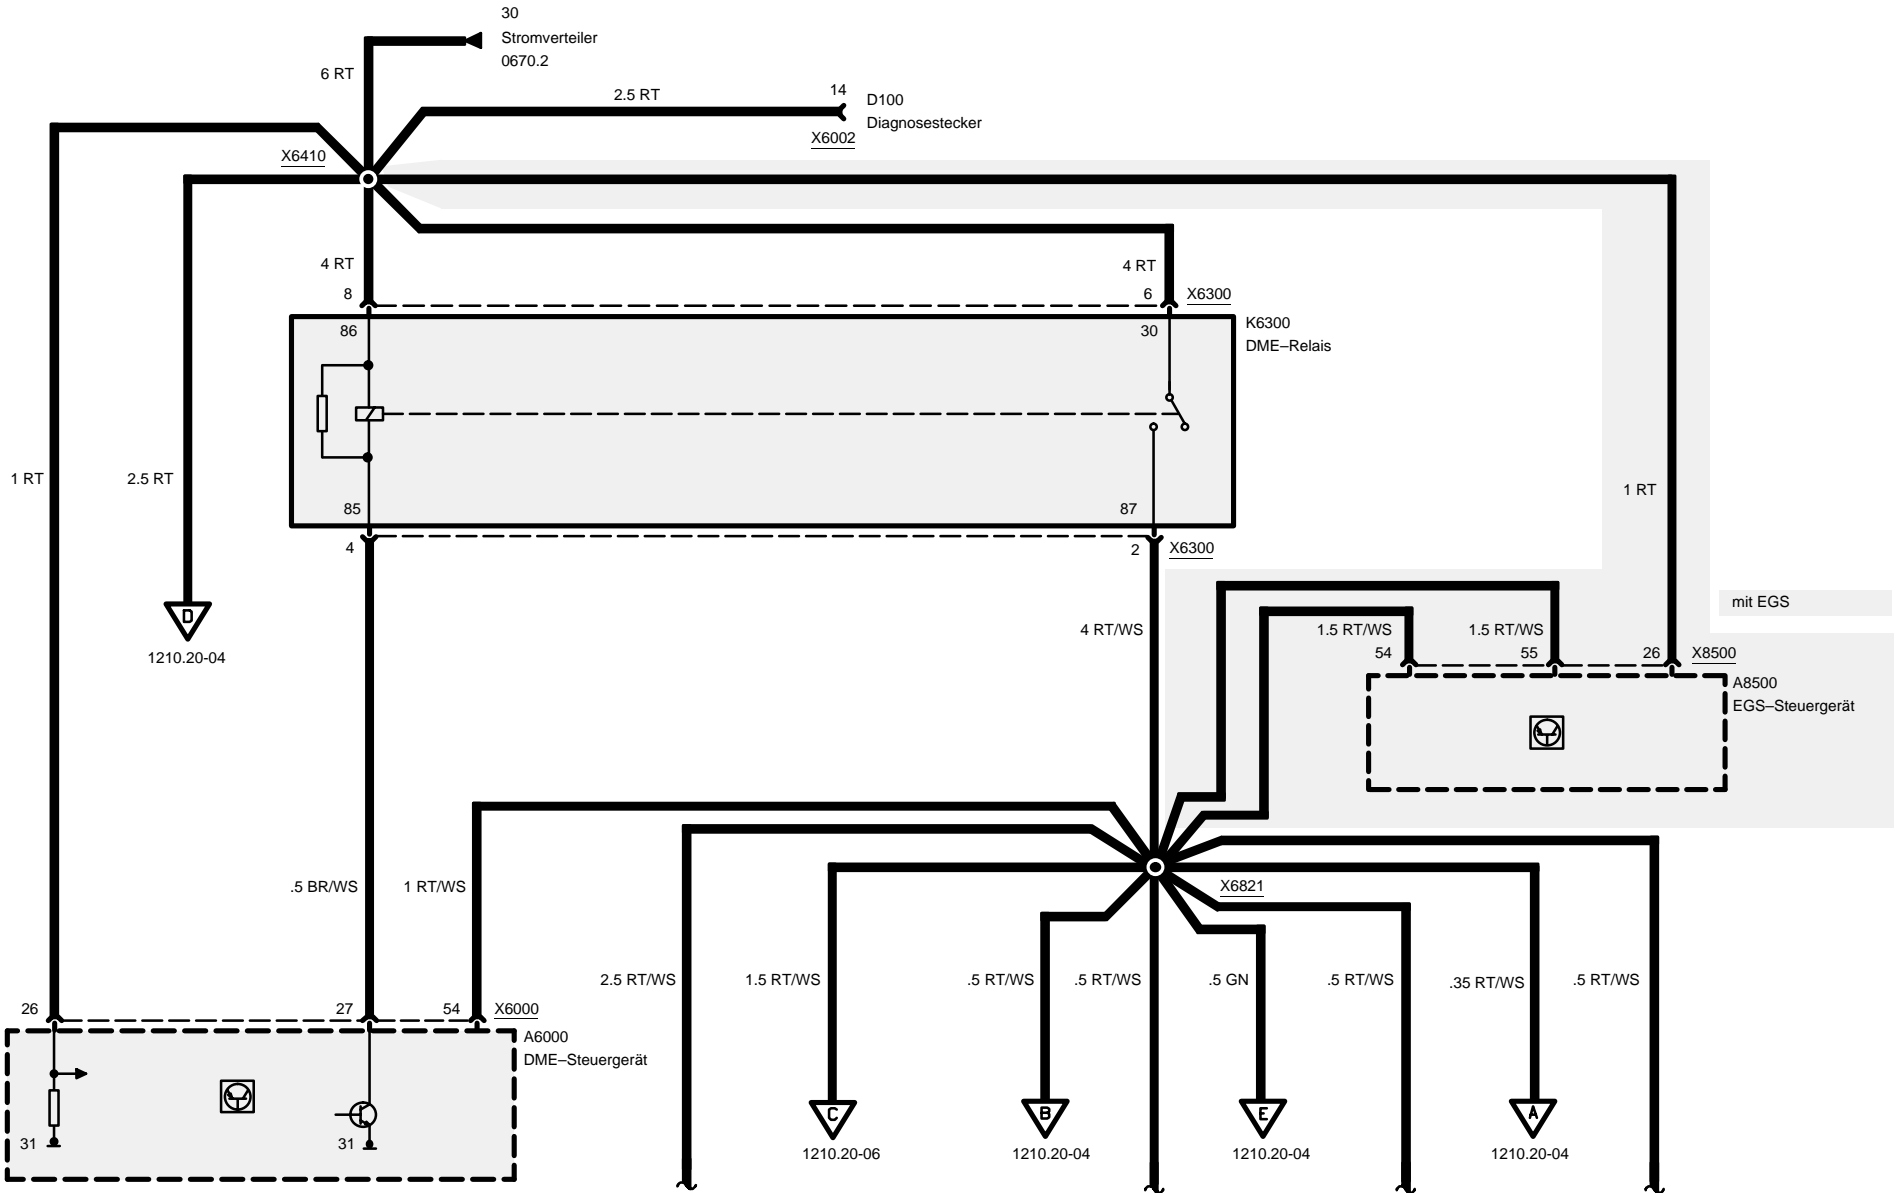 30
Stromverteiler
0670.2
6 RT
2.5 RT
14
D100
Diagnosestecker
X6002
X6410
4 RT
4 RT
8
6
X6300
86
30
K6300
DME–Relais
1 RT
2.5 RT
1 RT
85
87
4
2
X6300
D
1210.20-04
mit EGS
4 RT/WS
1.5 RT/WS
1.5 RT/WS
54
55
26
X8500
A8500
EGS–Steuergerät
.5 BR/WS
1 RT/WS
X6821
2.5 RT/WS
1.5 RT/WS
.5 RT/WS
.5 RT/WS
.5 GN
.5 RT/WS
.35 RT/WS
.5 RT/WS
26
27
54
X6000
A6000
DME–Steuergerät
31
31
C
B
E
A
1210.20-06
1210.20-04
1210.20-04
1210.20-04